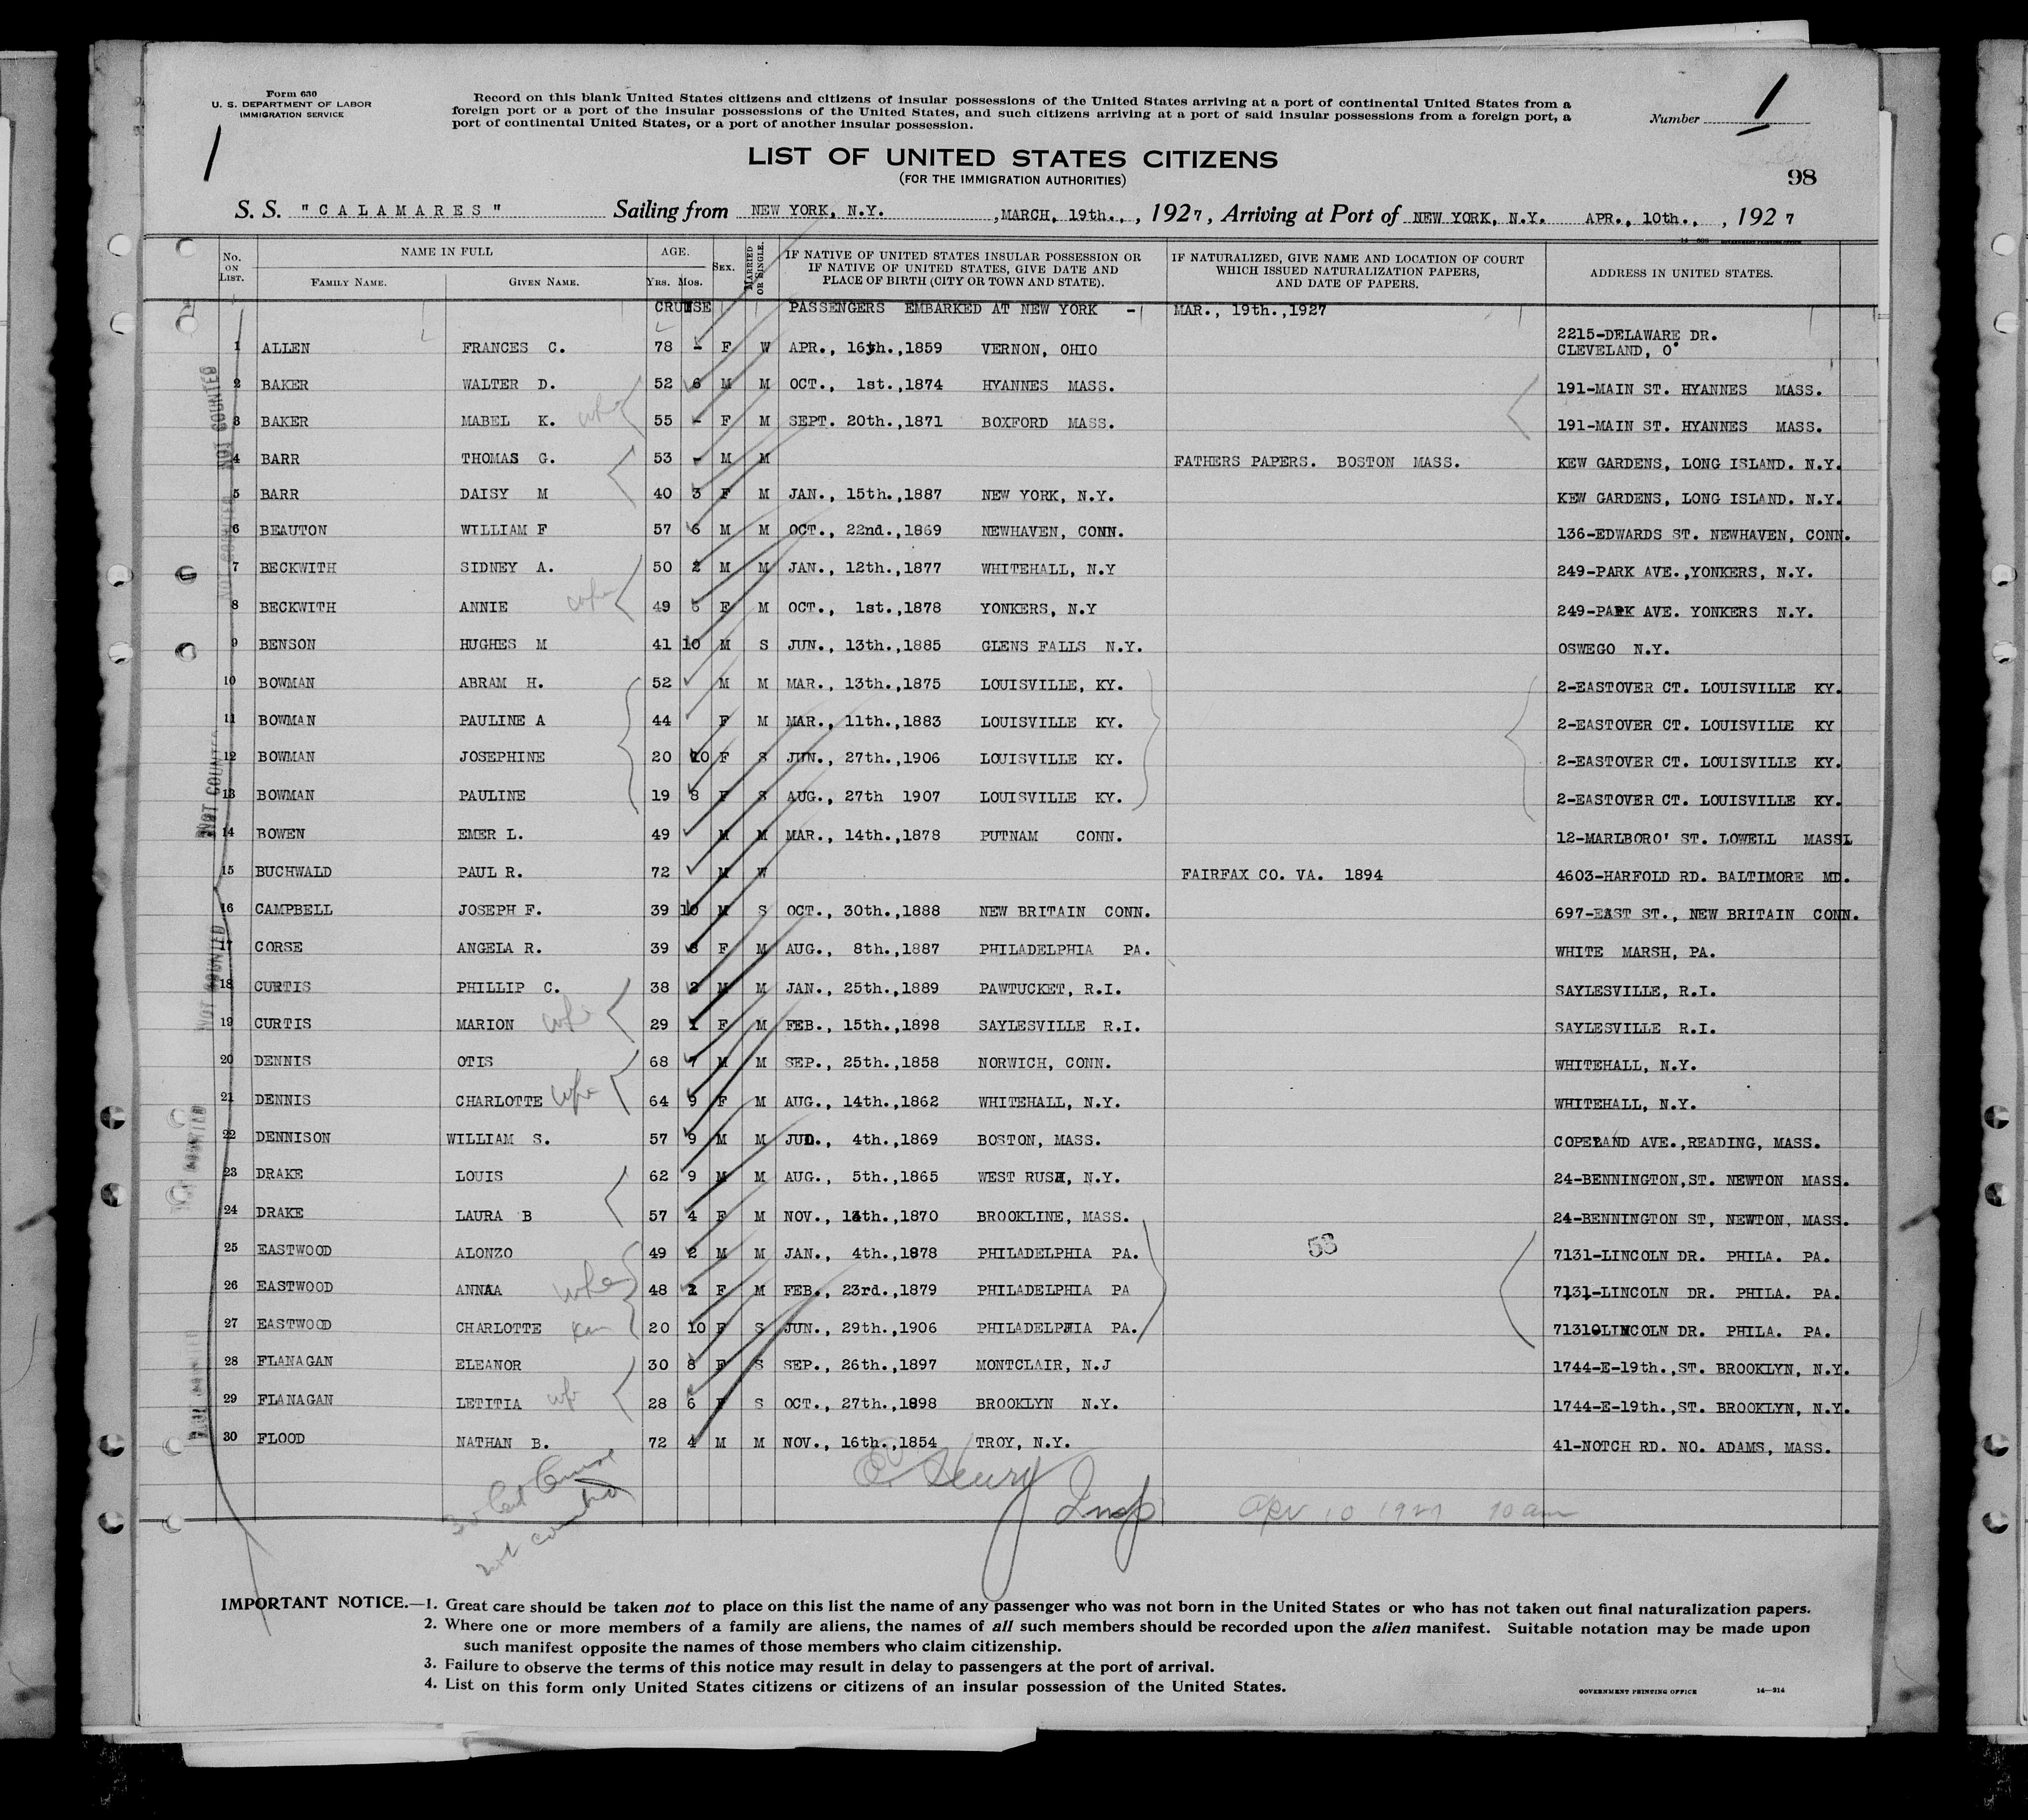 Form 630
U. S. DEPARTMENT OF LABOR
IMMIGRATION SERVICE
Record on this blank United States citizens and citizens of insular possessions of the United States arriving at a port of continental United States from a
foreign port or a port of the insular possessions of the United States, and such citizens arriving at a port of said insular possessions from a foreign port, a
port of continental United States, or a port of another insular possession.
Number 1
1
LIST OF UNITED STATES CITIZENS
(FOR THE IMMIGRATION AUTHORITIES)
98
S. S. "CALAMARES" Sailing from NEW YORK, N.Y. ,MARCH, 19th., , 1927, Arriving at Port of NEW YORK, N.Y. APR., 10th., , 1927
No. ON LIST. NAME IN FULL FAMILY NAME. GIVEN NAME. AGE. YRS. MOS. SEX. MARRIED OR SINGLE. IF NATIVE OF UNITED STATES INSULAR POSSESSION OR IF NATIVE OF UNITED STATES, GIVE DATE AND PLACE OF BIRTH (CITY OR TOWN AND STATE). IF NATURALIZED, GIVE NAME AND LOCATION OF COURT WHICH ISSUED NATURALIZATION PAPERS, AND DATE OF PAPERS. ADDRESS IN UNITED STATES.
CRUISE PASSENGERS EMBARKED AT NEW YORK - MAR., 19th.,1927
1 ALLEN FRANCES C. 78 - F W APR., 16th.,1859 VERNON, OHIO 2215-DELAWARE DR. CLEVELAND, O'
2 BAKER WALTER D. 52 6 M M OCT., 1st.,1874 HYANNES MASS. 191-MAIN ST. HYANNES MASS.
3 BAKER MABEL K. wfe 55 - F M SEPT. 20th.,1871 BOXFORD MASS. 191-MAIN ST. HYANNES MASS.
4 BARR THOMAS G. 53 - M M FATHERS PAPERS. BOSTON MASS. KEW GARDENS, LONG ISLAND. N.Y.
5 BARR DAISY M 40 3 F M JAN., 15th.,1887 NEW YORK, N.Y. KEW GARDENS, LONG ISLAND. N.Y.
6 BEAUTON WILLIAM F 57 6 M M OCT., 22nd.,1869 NEWHAVEN, CONN. 136-EDWARDS ST. NEWHAVEN, CONN.
7 BECKWITH SIDNEY A. 50 2 M M JAN., 12th.,1877 WHITEHALL, N.Y 249-PARK AVE.,YONKERS, N.Y.
8 BECKWITH ANNIE 49 6 F M OCT., 1st.,1878 YONKERS, N.Y 249-PARK AVE. YONKERS N.Y.
9 BENSON HUGHES M 41 10 M S JUN., 13th.,1885 GLENS FALLS N.Y. OSWEGO N.Y.
10 BOWMAN ABRAM H. 52 M M MAR., 13th.,1875 LOUISVILLE, KY. 2-EASTOVER CT. LOUISVILLE KY.
11 BOWMAN PAULINE A 44 F M MAR., 11th.,1883 LOUISVILLE KY. 2-EASTOVER CT. LOUISVILLE KY
12 BOWMAN JOSEPHINE 20 10 F S JUN., 27th.,1906 LOUISVILLE KY. 2-EASTOVER CT. LOUISVILLE KY.
13 BOWMAN PAULINE 19 8 F S AUG., 27th 1907 LOUISVILLE KY. 2-EASTOVER CT. LOUISVILLE KY.
14 BOWEN EMER L. 49 M M MAR., 14th.,1878 PUTNAM CONN. 12-MARLBORO' ST. LOWELL MASSL
15 BUCHWALD PAUL R. 72 M W FAIRFAX CO. VA. 1894 4603-HARFOLD RD. BALTIMORE MD.
16 CAMPBELL JOSEPH F. 39 10 M S OCT., 30th.,1888 NEW BRITAIN CONN. 697-EAST ST., NEW BRITAIN CONN.
17 CORSE ANGELA R. 39 8 F M AUG., 8th.,1887 PHILADELPHIA PA. WHITE MARSH, PA.
18 CURTIS PHILLIP C. 38 2 M M JAN., 25th.,1889 PAWTUCKET, R.I. SAYLESVILLE, R.I.
19 CURTIS MARION wfe 29 1 F M FEB., 15th.,1898 SAYLESVILLE R.I. SAYLESVILLE R.I.
20 DENNIS OTIS 68 7 M M SEP., 25th.,1858 NORWICH, CONN. WHITEHALL, N.Y.
21 DENNIS CHARLOTTE wfe 64 9 F M AUG., 14th.,1862 WHITEHALL, N.Y. WHITEHALL, N.Y.
22 DENNISON WILLIAM S. 57 9 M M 4th.,1869 BOSTON, MASS. COPELAND AVE.,READING, MASS.
23 DRAKE LOUIS 62 9 M M AUG., 5th.,1865 WEST RUSH, N.Y. 24-BENNINGTON,ST. NEWTON MASS.
24 DRAKE LAURA B 57 4 F M NOV., 1870 BROOKLINE, MASS. 24-BENNINGTON ST, NEWTON, MASS.
25 EASTWOOD ALONZO 49 2 M M JAN., 4th.,1878 PHILADELPHIA PA. 53 7131-LINCOLN DR. PHILA. PA.
26 EASTWOOD ANNAA wfe 48 F M FEB., 23rd.,1879 PHILADELPHIA PA 7131-LINCOLN DR. PHILA. PA.
27 EASTWOOD CHARLOTTE 20 10 F S JUN., 29th.,1906 PHILADELPHIA PA. 7131OLINCOLN DR. PHILA. PA.
28 FLANAGAN ELEANOR 30 8 F S SEP., 26th.,1897 MONTCLAIR, N.J 1744-E-19th.,ST. BROOKLYN, N.Y.
29 FLANAGAN LETITIA 28 6 F S OCT., 27th.,1898 BROOKLYN N.Y. 1744-E-19th.,ST. BROOKLYN, N.Y.
30 FLOOD NATHAN B. 72 4 M M NOV., 16th.,1854 TROY, N.Y. 41-NOTCH RD. NO. ADAMS, MASS.
NOT COUNTED
NOT COUNTED
NOT COUNTED
NOT COUNTED
Henry Insp Apr 10 1927 10 am
not counted
IMPORTANT NOTICE.—1. Great care should be taken not to place on this list the name of any passenger who was not born in the United States or who has not taken out final naturalization papers.
2. Where one or more members of a family are aliens, the names of all such members should be recorded upon the alien manifest. Suitable notation may be made upon
such manifest opposite the names of those members who claim citizenship.
3. Failure to observe the terms of this notice may result in delay to passengers at the port of arrival.
4. List on this form only United States citizens or citizens of an insular possession of the United States.
GOVERNMENT PRINTING OFFICE 14—914